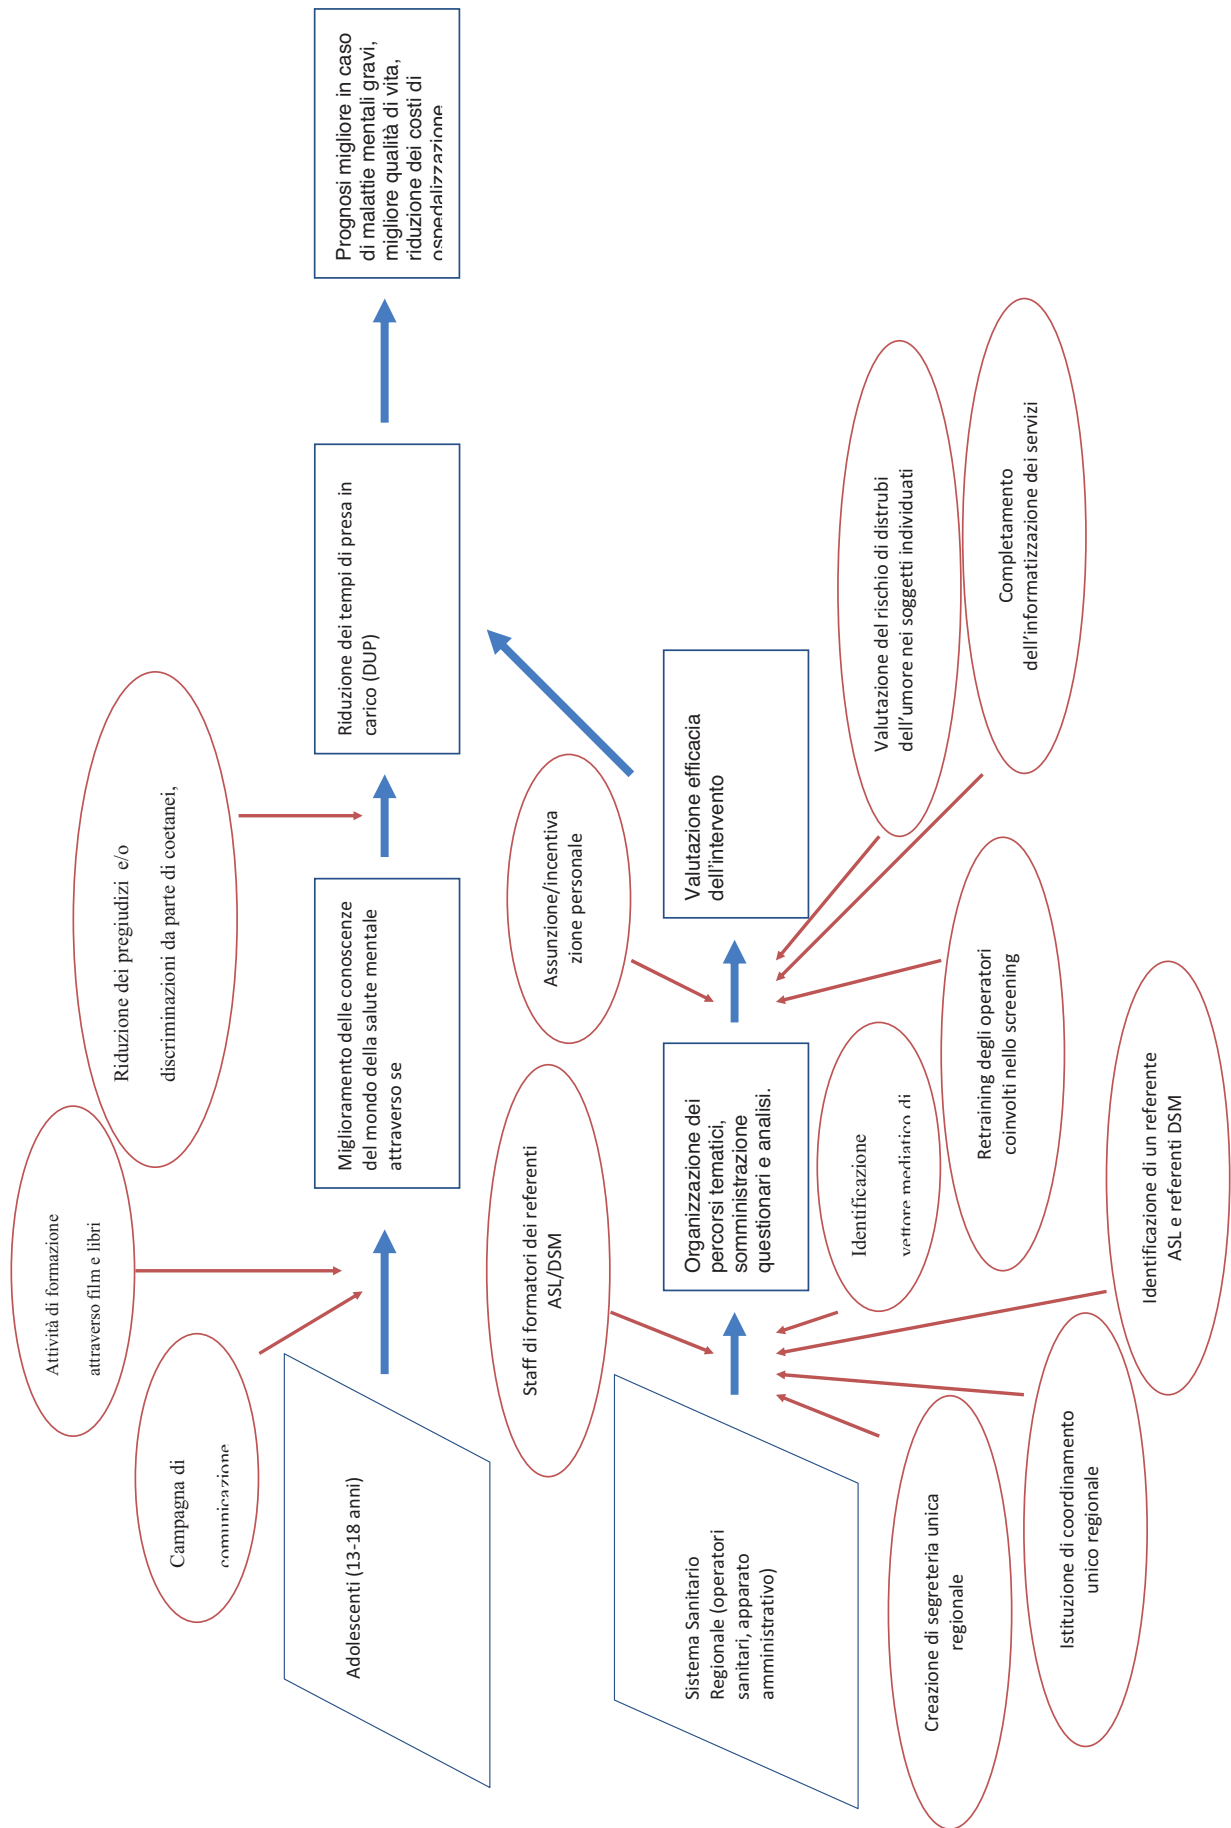 Attività di formazione
attraverso film e libri
Campagna di
comunicazione
Riduzione dei pregiudizi e/o
discriminazioni da parte di coetanei,
Adolescenti (13-18 anni)
Miglioramento delle conoscenze
del mondo della salute mentale
attraverso se
Riduzione dei tempi di presa in
carico (DUP)
Prognosi migliore in caso
di malattie mentali gravi,
migliore qualità di vita,
riduzione dei costi di
ospedalizzazione
Staff di formatori dei referenti
ASL/DSM
Assunzione/incentiva
zione personale
Sistema Sanitario
Regionale (operatori
sanitari, apparato
amministrativo)
Organizzazione dei
percorsi tematici,
somministrazione
questionari e analisi.
Valutazione efficacia
dell'intervento
Identificazione
vettore mediatico di
Valutazione del rischio di distrubi
dell'umore nei soggetti individuati
Creazione di segreteria unica
regionale
Retraining degli operatori
coinvolti nello screening
Completamento
dell'informatizzazione dei servizi
Istituzione di coordinamento
unico regionale
Identificazione di un referente
ASL e referenti DSM